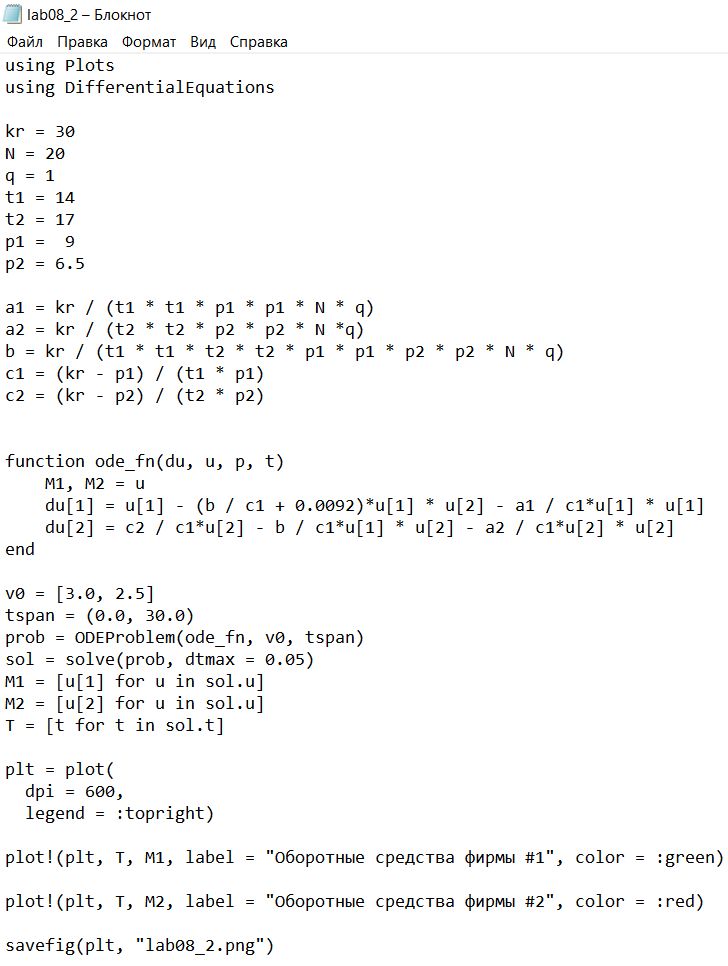 lab08_2 – Блокнот
Файл Правка Формат Вид Справка
using Plots
using DifferentialEquations

kr = 30
N = 20
q = 1
t1 = 14
t2 = 17
p1 =  9
p2 = 6.5

a1 = kr / (t1 * t1 * p1 * p1 * N * q)
a2 = kr / (t2 * t2 * p2 * p2 * N *q)
b = kr / (t1 * t1 * t2 * t2 * p1 * p1 * p2 * p2 * N * q)
c1 = (kr - p1) / (t1 * p1)
c2 = (kr - p2) / (t2 * p2)


function ode_fn(du, u, p, t)
    M1, M2 = u
    du[1] = u[1] - (b / c1 + 0.0092)*u[1] * u[2] - a1 / c1*u[1] * u[1]
    du[2] = c2 / c1*u[2] - b / c1*u[1] * u[2] - a2 / c1*u[2] * u[2]
end

v0 = [3.0, 2.5]
tspan = (0.0, 30.0)
prob = ODEProblem(ode_fn, v0, tspan)
sol = solve(prob, dtmax = 0.05)
M1 = [u[1] for u in sol.u]
M2 = [u[2] for u in sol.u]
T = [t for t in sol.t]

plt = plot(
  dpi = 600,
  legend = :topright)

plot!(plt, T, M1, label = "Оборотные средства фирмы #1", color = :green)

plot!(plt, T, M2, label = "Оборотные средства фирмы #2", color = :red)

savefig(plt, "lab08_2.png")